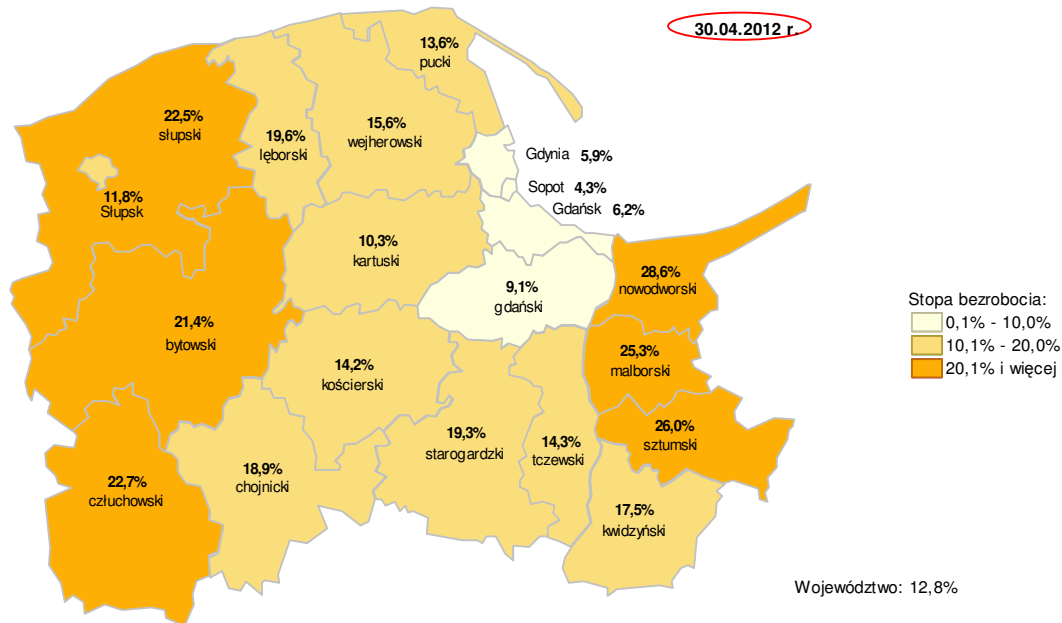 30.04.2012 r.
13,6%
pucki
22,5%
słupski
19,6%
lęborski
15,6%
wejherowski
Gdynia 5,9%
Sopot 4,3%
Gdańsk 6,2%
11,8%
Słupsk
10,3%
kartuski
9,1%
gdański
28,6%
nowodworski
21,4%
bytowski
14,2%
kościerski
25,3%
malborski
19,3%
starogardzki
14,3%
tczewski
26,0%
sztumski
22,7%
człuchowski
18,9%
chojnicki
17,5%
kwidzyński
Stopa bezrobocia:
0,1% - 10,0%
10,1% - 20,0%
20,1% i więcej
Województwo: 12,8%